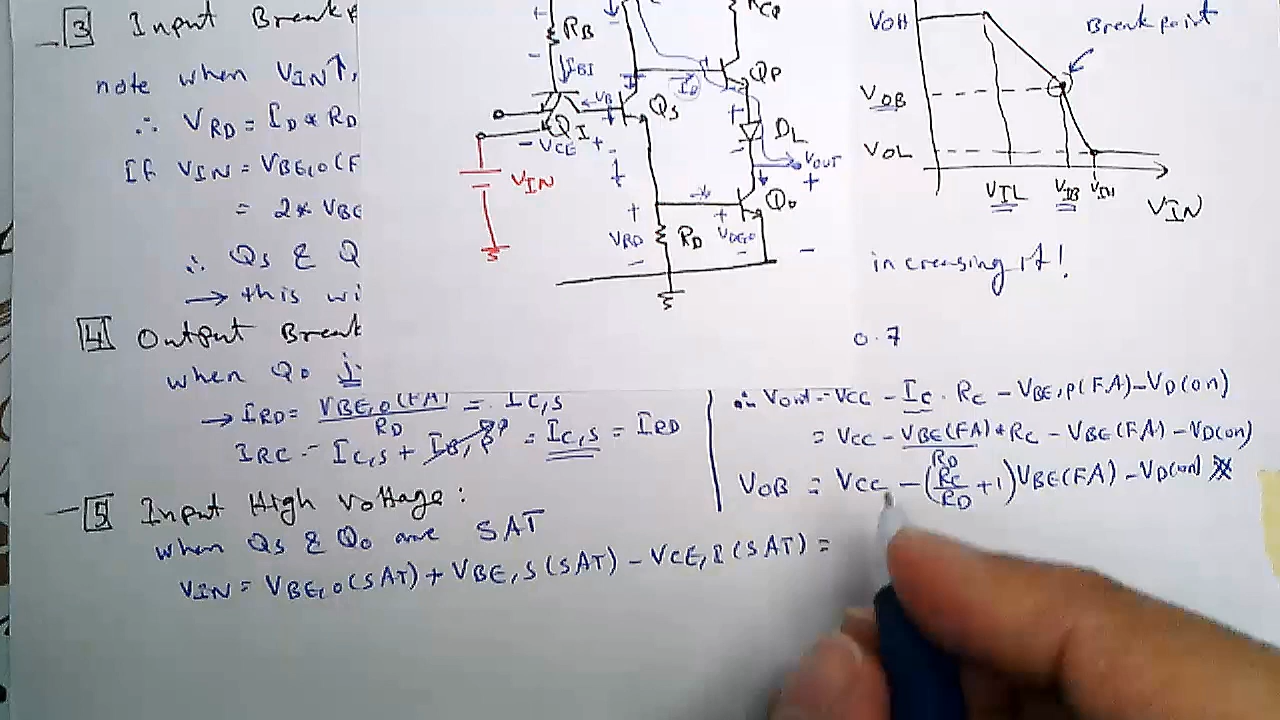 3 Input Break
note when VIN↑,
∴ VRD = ID * RD
If VIN = VBE,O(F
= 2* VBE
∴ QS & Q
→ this wi
4 Output Break
when QO j
→ IRD = VBE,O(FA)/RD = IC,S
IRC = IC,S + IB,P = IC,S = IRD
5 Input High Voltage:
when QS & QO are SAT
VIN = VBE,O(SAT) + VBE,S(SAT) - VCE,I(SAT) =
RB
RCP
IBI
VB
QI
QS
IB
QP
DL
VOUT
- VCE +
VIN
QO
VRD
RD
VBEO
VOH
VOB
VOL
Break point
VIL
VIB
VIH
VIN
increasing it!
0.7
∴ Vout = VCC - IC . RC - VBE,P(FA) - VD(on)
= VCC - VBE(FA)/RD * RC - VBE(FA) - VD(on)
VOB = VCC - (RC/RD + 1) VBE(FA) - VD(on)